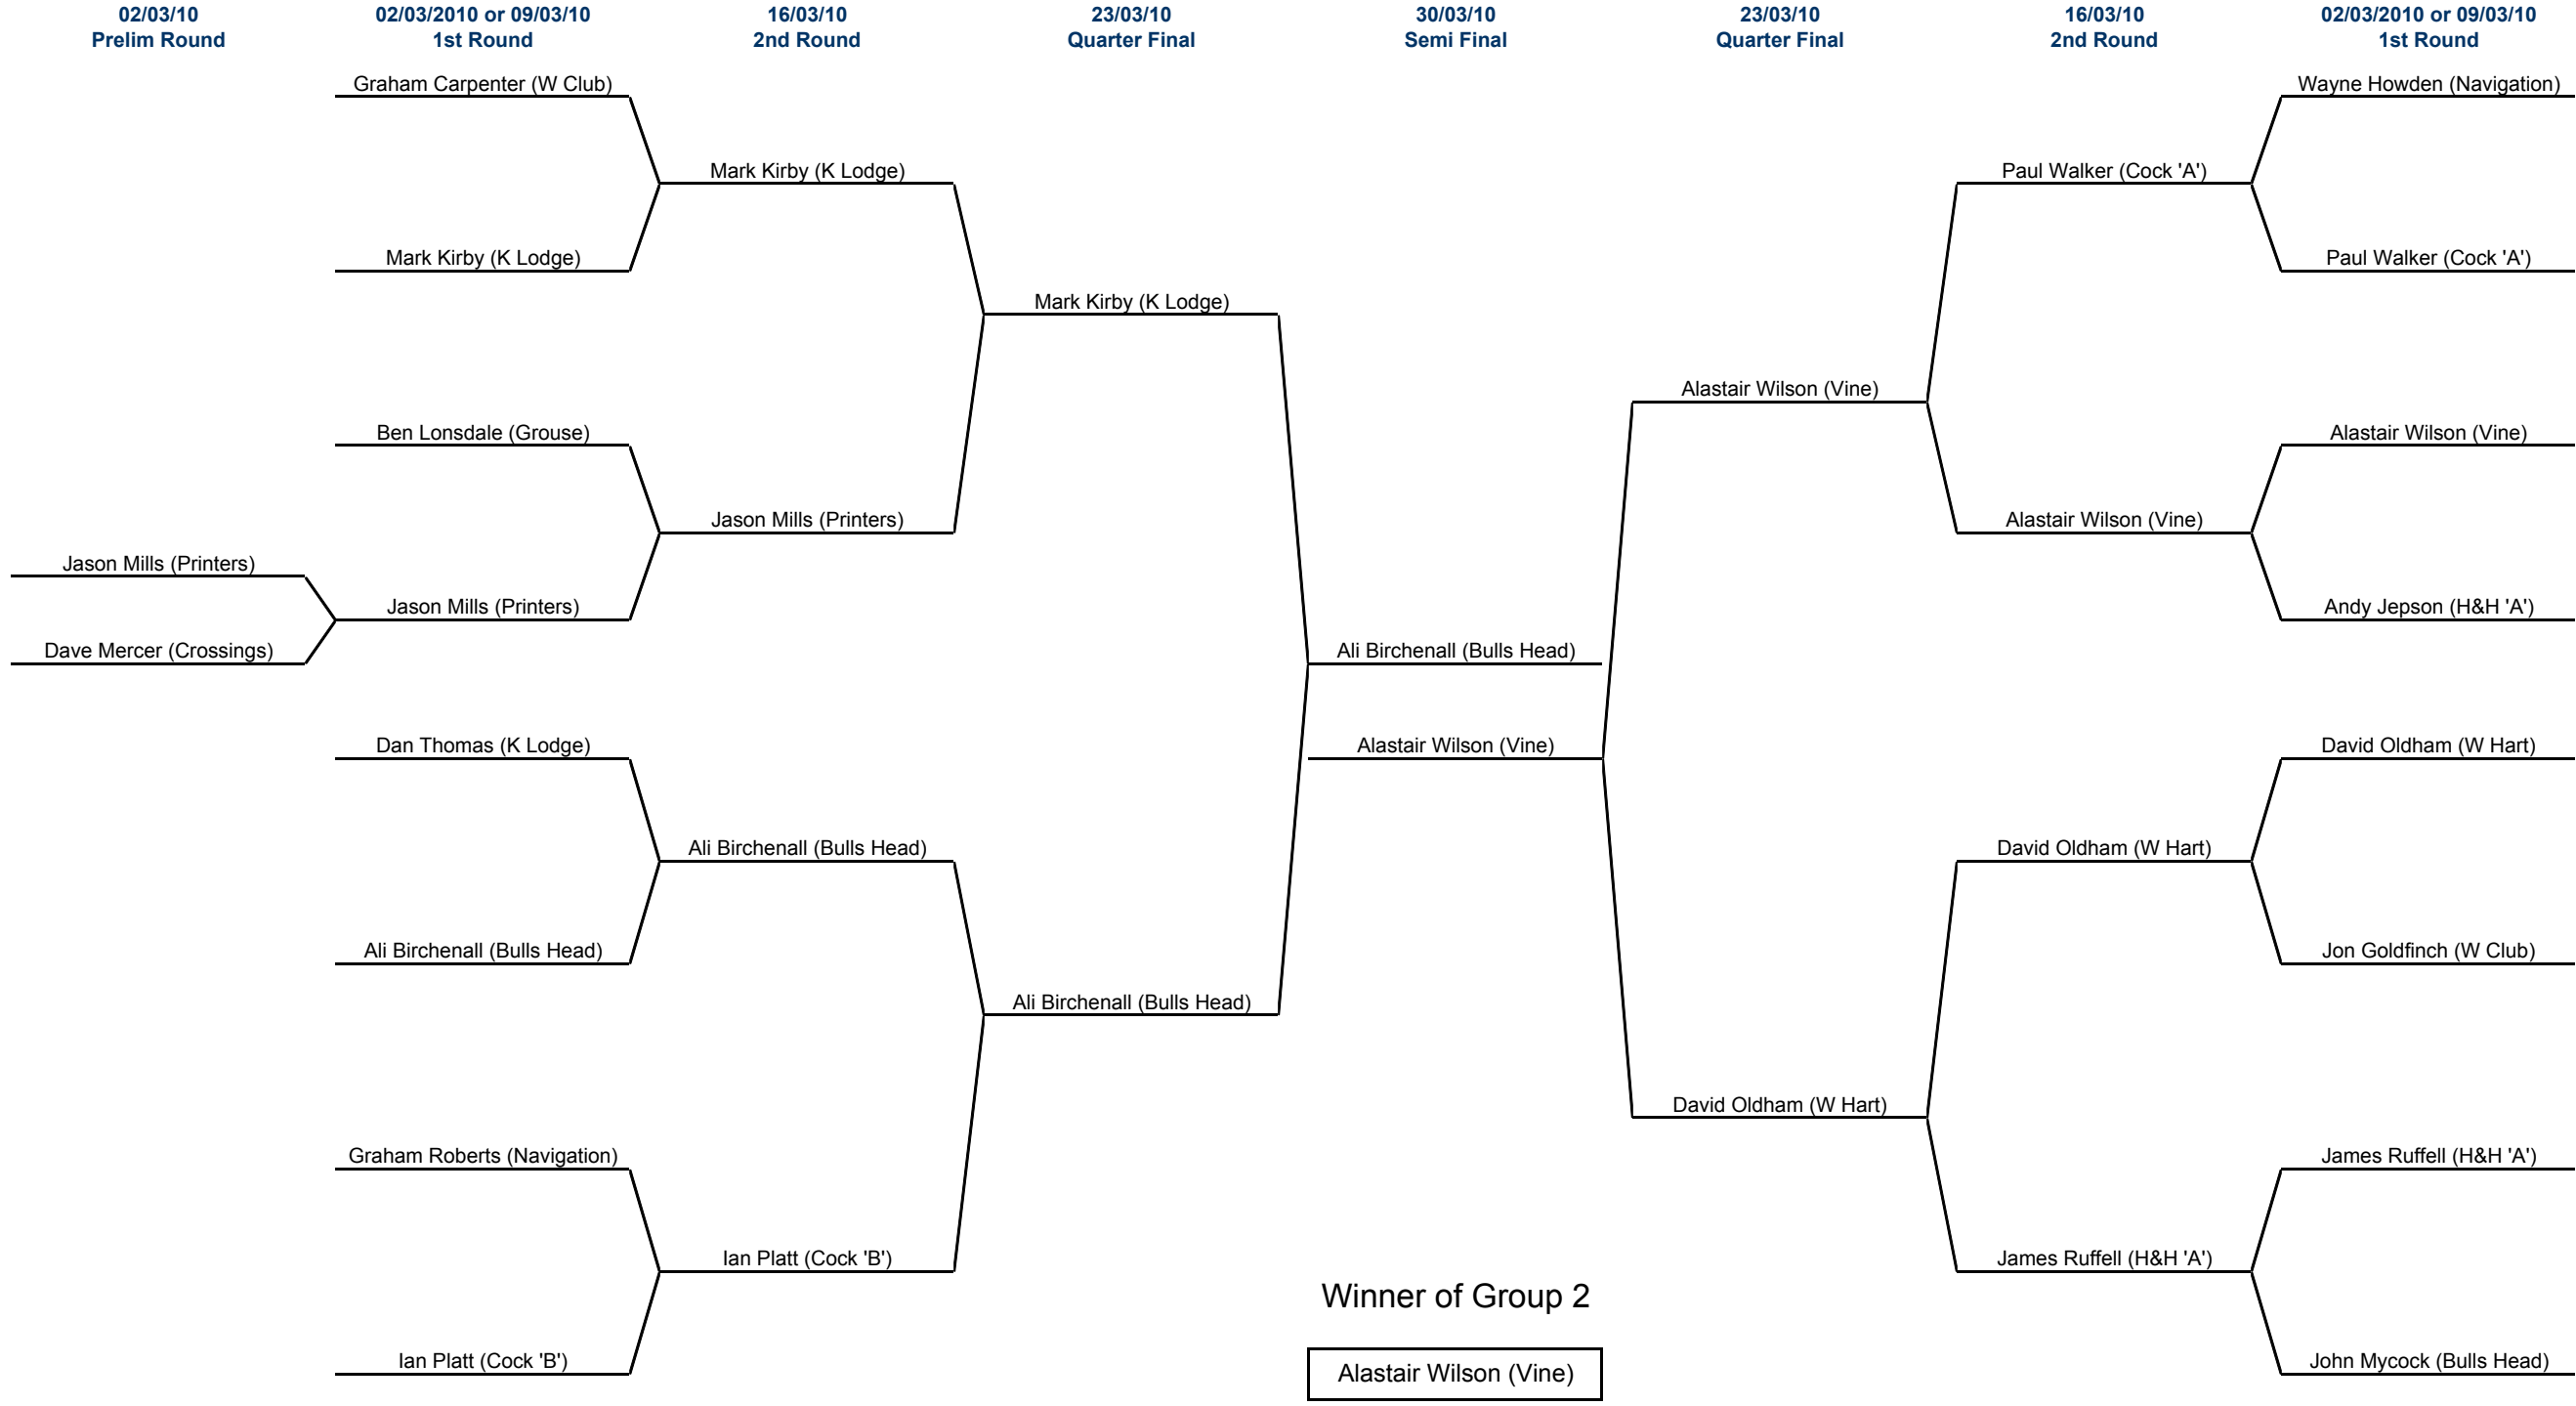 02/03/10
Prelim Round
02/03/2010 or 09/03/10
1st Round
16/03/10
2nd Round
23/03/10
Quarter Final
30/03/10
Semi Final
23/03/10
Quarter Final
16/03/10
2nd Round
02/03/2010 or 09/03/10
1st Round
Graham Carpenter (W Club)
Wayne Howden (Navigation)
Mark Kirby (K Lodge)
Paul Walker (Cock 'A')
Mark Kirby (K Lodge)
Paul Walker (Cock 'A')
Mark Kirby (K Lodge)
Alastair Wilson (Vine)
Ben Lonsdale (Grouse)
Alastair Wilson (Vine)
Jason Mills (Printers)
Alastair Wilson (Vine)
Jason Mills (Printers)
Jason Mills (Printers)
Andy Jepson (H&H 'A')
Dave Mercer (Crossings)
Ali Birchenall (Bulls Head)
Dan Thomas (K Lodge)
Alastair Wilson (Vine)
David Oldham (W Hart)
Ali Birchenall (Bulls Head)
David Oldham (W Hart)
Ali Birchenall (Bulls Head)
Jon Goldfinch (W Club)
Ali Birchenall (Bulls Head)
David Oldham (W Hart)
Graham Roberts (Navigation)
James Ruffell (H&H 'A')
Ian Platt (Cock 'B')
James Ruffell (H&H 'A')
Winner of Group 2
Ian Platt (Cock 'B')
Alastair Wilson (Vine)
John Mycock (Bulls Head)